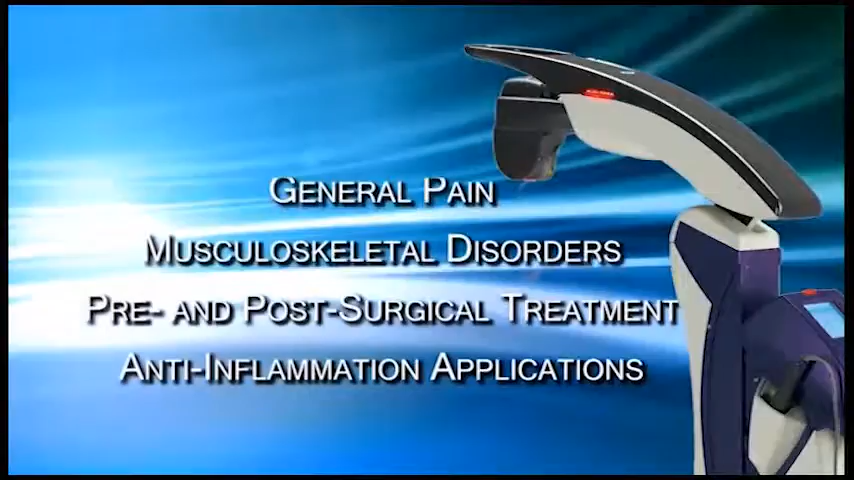 General Pain
Musculoskeletal Disorders
Pre- and Post-Surgical Treatment
Anti-Inflammation Applications